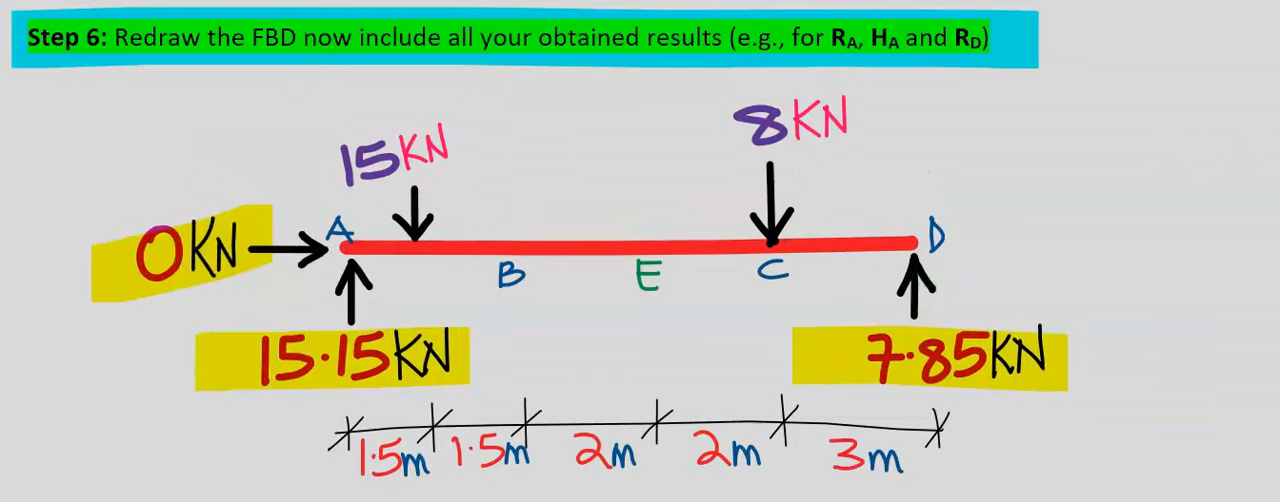 Step 6: Redraw the FBD now include all your obtained results (e.g., for RA, HA and RD)
8KN
15KN
0KN
A
D
B
E
C
15.15KN
7.85KN
1.5m 1.5m 2m 2m 3m